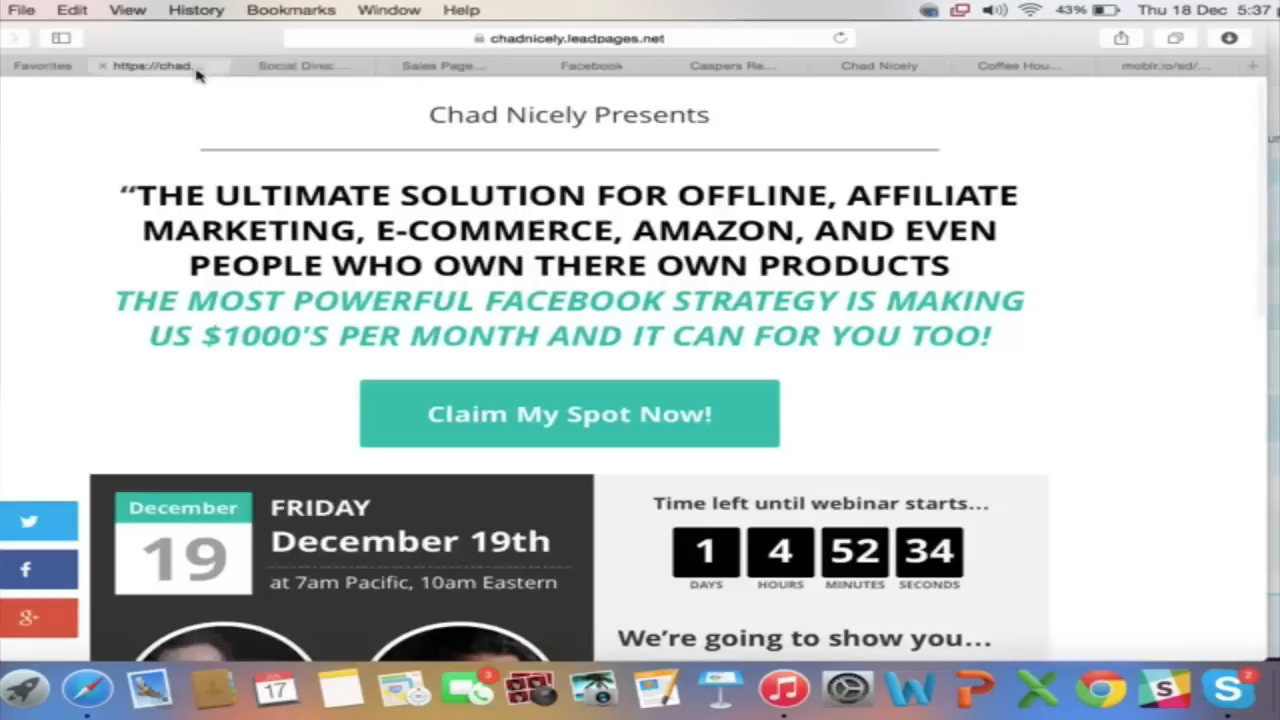 File Edit View History Bookmarks Window Help 43% Thu 18 Dec 5:37
chadnicely.leadpages.net
Favorites https://chad... Social Direc... Sales Page... Facebook Caspers Re... Chad Nicely Coffee Hou... moblr.io/sd/...
Chad Nicely Presents
“THE ULTIMATE SOLUTION FOR OFFLINE, AFFILIATE
MARKETING, E-COMMERCE, AMAZON, AND EVEN
PEOPLE WHO OWN THERE OWN PRODUCTS
THE MOST POWERFUL FACEBOOK STRATEGY IS MAKING
US $1000'S PER MONTH AND IT CAN FOR YOU TOO!
Claim My Spot Now!
December
19
FRIDAY
December 19th
at 7am Pacific, 10am Eastern
Time left until webinar starts...
1 4 52 34
DAYS HOURS MINUTES SECONDS
We’re going to show you...
17
3
2